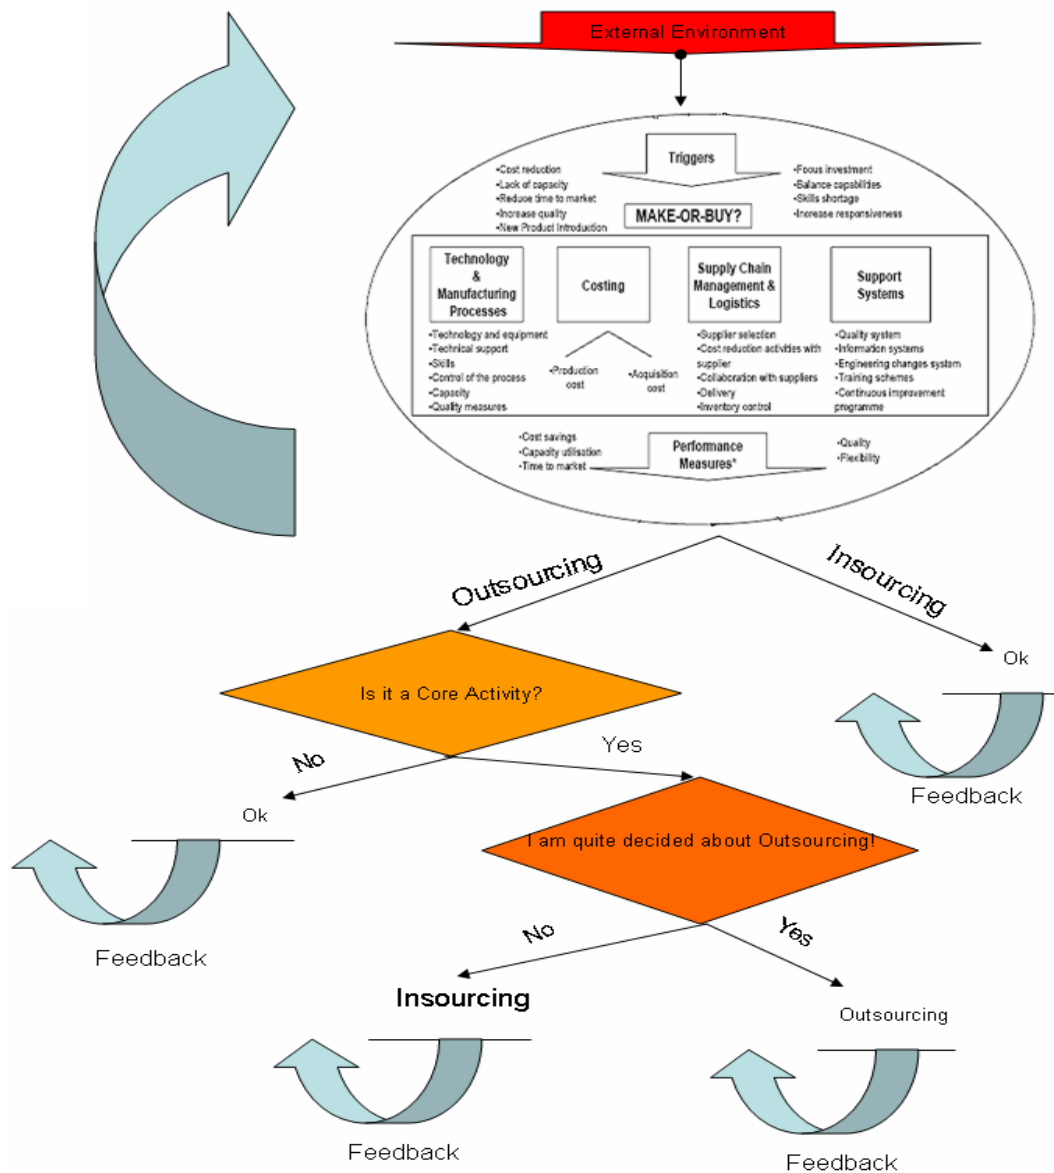 External Environment
Triggers
•Cost reduction
•Lack of capacity
•Reduce time to market
•Increase quality
•New Product Introduction
•Focus investment
•Balance capabilities
•Skills shortage
•Increase responsiveness
MAKE-OR-BUY?
Technology
&
Manufacturing
Processes
Costing
Supply Chain
Management &
Logistics
Support
Systems
•Technology and equipment
•Technical support
•Skills
•Control of the process
•Capacity
•Quality measures
•Production
cost
•Acquisition
cost
•Supplier selection
•Cost reduction activities with
supplier
•Collaboration with suppliers
•Delivery
•Inventory control
•Quality system
•Information systems
•Engineering changes system
•Training schemes
•Continuous improvement
programme
•Cost savings
•Capacity utilisation
•Time to market
Performance
Measures*
•Quality
•Flexibility
Outsourcing
Insourcing
Ok
Is it a Core Activity?
Feedback
No
Yes
Ok
Feedback
I am quite decided about Outsourcing!
No
Yes
Insourcing
Outsourcing
Feedback
Feedback